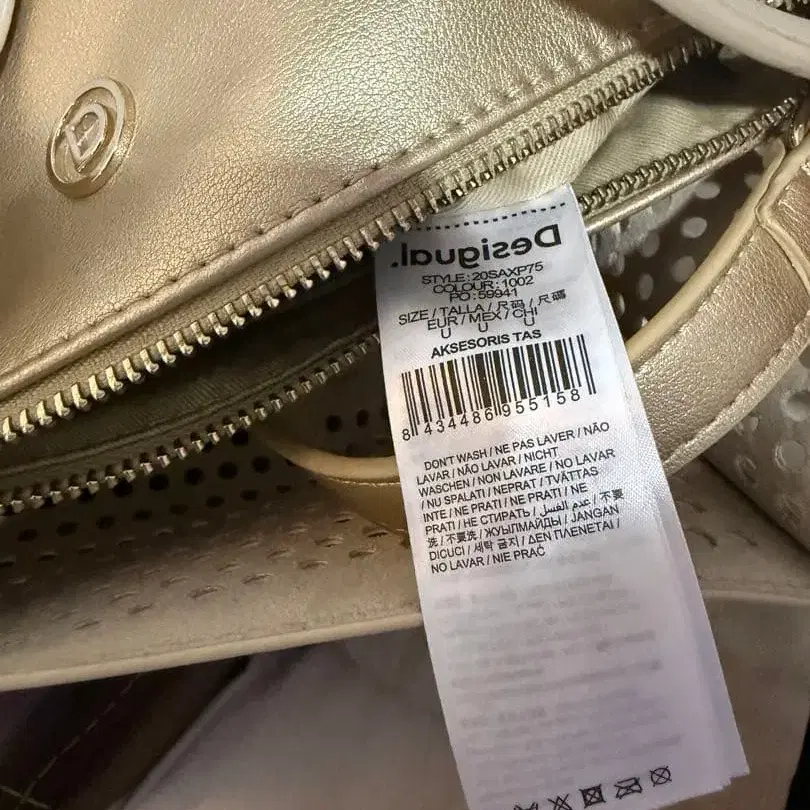 Desigual.
STYLE: 20SAXP75
COLOUR: 1002
PO: 59941
SIZE / TALLA / 尺码 / 尺碼
EUR / MEX / CHI
U U U
AKSESORIS TAS
8 434486 955158
DON'T WASH / NE PAS LAVER / NÃO
LAVAR / NÃO LAVAR / NICHT
WASCHEN / NON LAVARE / NO LAVAR
/ NU SPALATI / NEPRAT / TVÄTTAS
INTE / NE PRATI / NE PRATI / NE
PRATI / НЕ СТИРАТЬ / عدم الغسل / 不要
洗 / 不要洗 / ЖУЫЛМАЙДЫ / JANGAN
DICUCI / 세탁 금지 / ΔΕΝ ΠΛΕΝΕΤΑΙ /
NO LAVAR / NIE PRAĆ